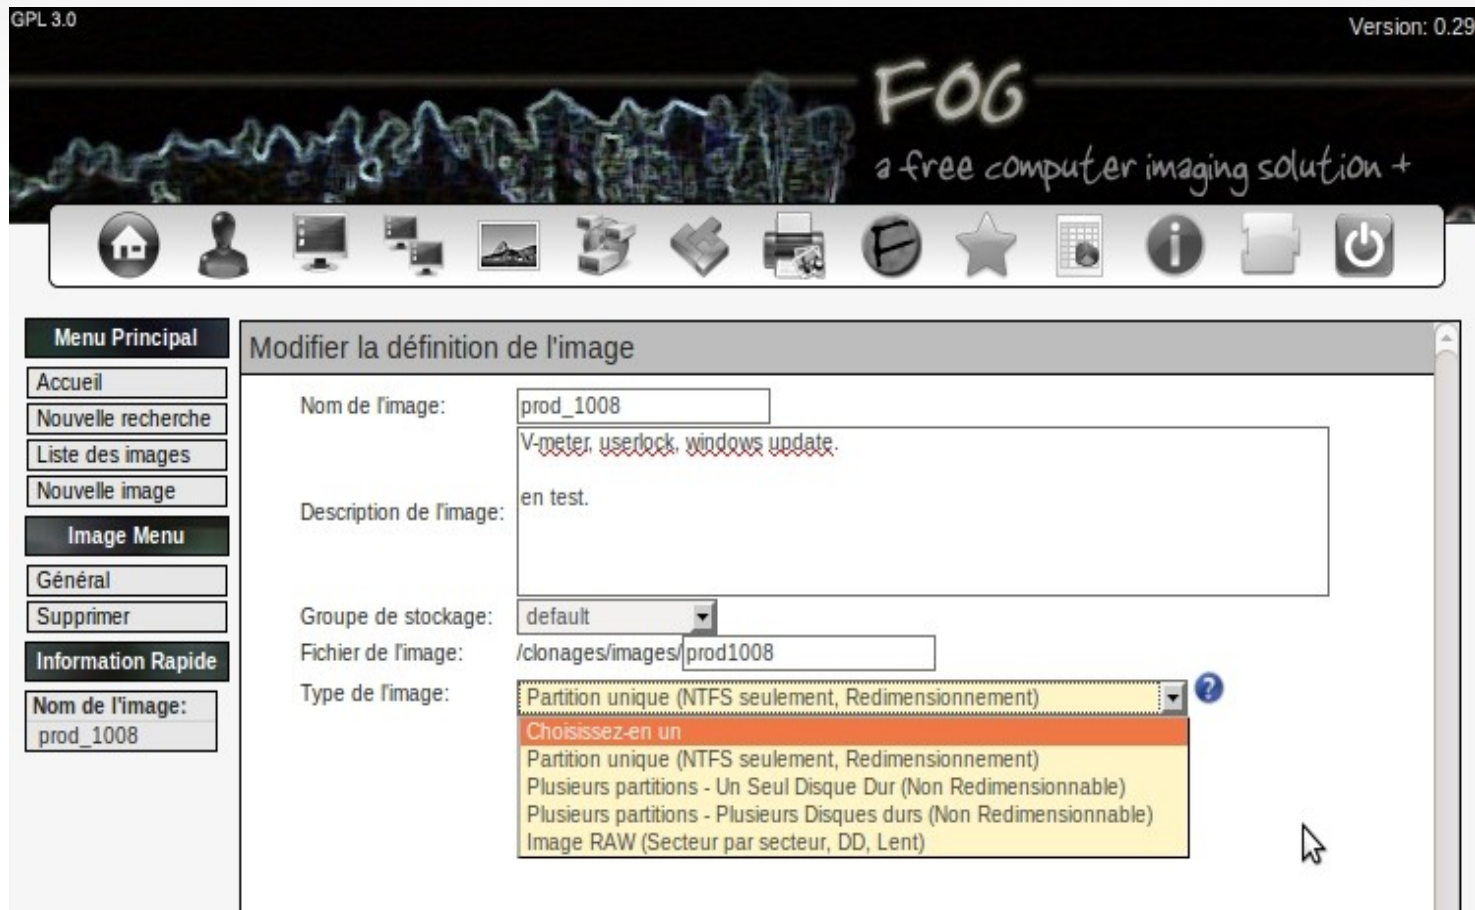 GPL 3.0
Version: 0.29
FOG
a free computer imaging solution +
Menu Principal
Accueil
Nouvelle recherche
Liste des images
Nouvelle image
Image Menu
Général
Supprimer
Information Rapide
Nom de l'image:
prod_1008
Modifier la définition de l'image
Nom de l'image: prod_1008
Description de l'image: V-meter, userlock, windows update.
en test.
Groupe de stockage: default
Fichier de l'image: /clonages/images/prod1008
Type de l'image: Partition unique (NTFS seulement, Redimensionnement)
Choisissez-en un
Partition unique (NTFS seulement, Redimensionnement)
Plusieurs partitions - Un Seul Disque Dur (Non Redimensionnable)
Plusieurs partitions - Plusieurs Disques durs (Non Redimensionnable)
Image RAW (Secteur par secteur, DD, Lent)